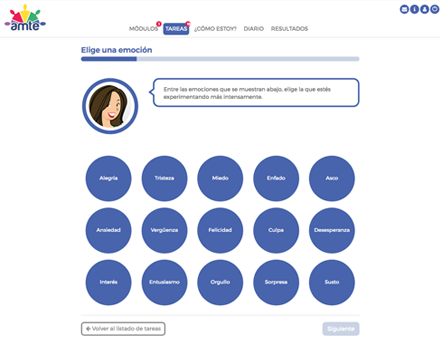 amte
MÓDULOS TAREAS ¿CÓMO ESTOY? DIARIO RESULTADOS
Elige una emoción
Entre las emociones que se muestran abajo, elige la que estés
experimentando más intensamente.
Alegría Tristeza Miedo Enfado Asco
Ansiedad Vergüenza Felicidad Culpa Desesperanza
Interés Entusiasmo Orgullo Sorpresa Susto
Volver al listado de tareas Siguiente